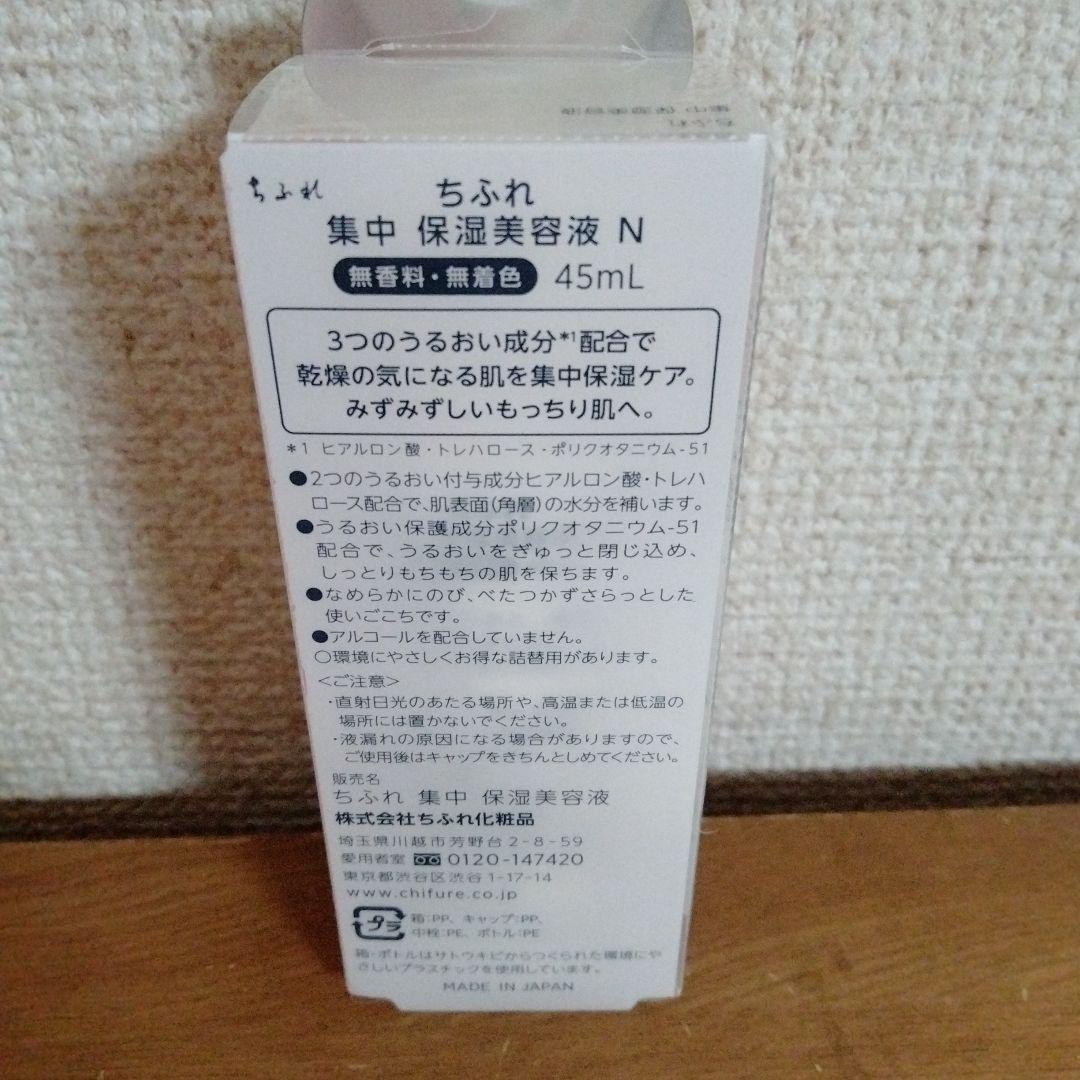 ちふれ
集中 保湿美容液
ちふれ
ちふれ
集中 保湿美容液 N
無香料・無着色 45mL
3つのうるおい成分*1配合で
乾燥の気になる肌を集中保湿ケア。
みずみずしいもっちり肌へ。
*1 ヒアルロン酸・トレハロース・ポリクオタニウム-51
●2つのうるおい付与成分ヒアルロン酸・トレハ
ロース配合で、肌表面(角層)の水分を補います。
●うるおい保護成分ポリクオタニウム-51
配合で、うるおいをぎゅっと閉じ込め、
しっとりもちもちの肌を保ちます。
●なめらかにのび、べたつかずさらっとした
使いごこちです。
●アルコールを配合していません。
○環境にやさしくお得な詰替用があります。
<ご注意>
・直射日光のあたる場所や、高温または低温の
場所には置かないでください。
・液漏れの原因になる場合がありますので、
ご使用後はキャップをきちんとしめてください。
販売名
ちふれ 集中 保湿美容液
株式会社ちふれ化粧品
埼玉県川越市芳野台2-8-59
愛用者室 0120-147420
東京都渋谷区渋谷1-17-14
www.chifure.co.jp
プラ 箱:PP、キャップ:PP、
中栓:PE、ボトル:PE
箱・ボトルはサトウキビからつくられた環境にや
さしいプラスチックを使用しています。
MADE IN JAPAN